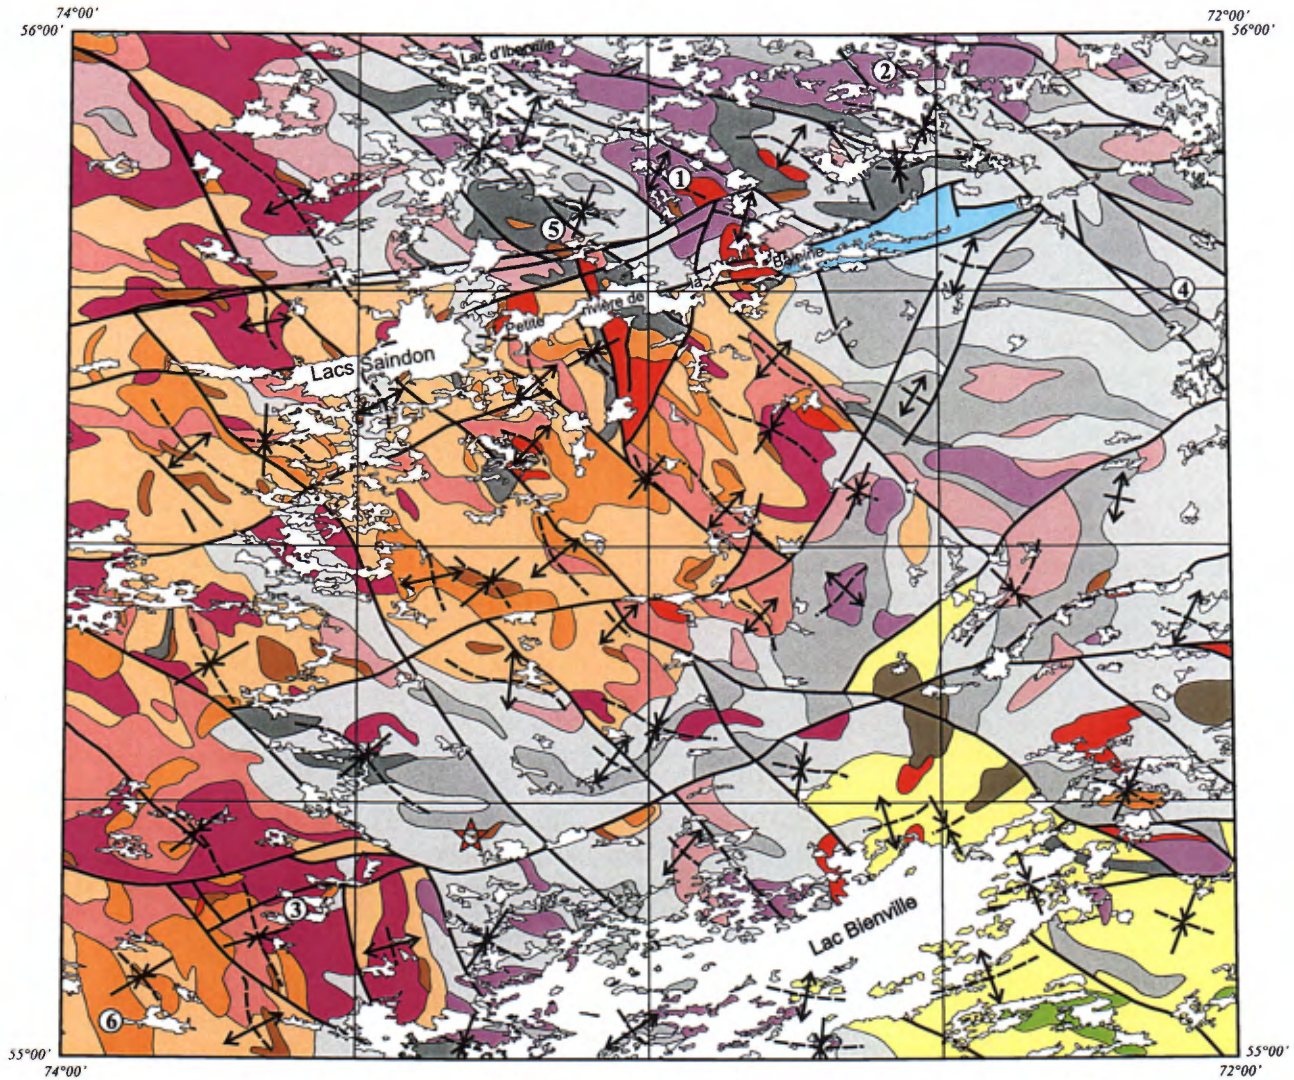 74°00' 72°00'
56°00' 56°00'
Lac d'Iberville
2
1
5
Petite rivière de la Baleine
4
Lacs Saindon
3
Lac Bienville
6
55°00' 55°00'
74°00' 72°00'